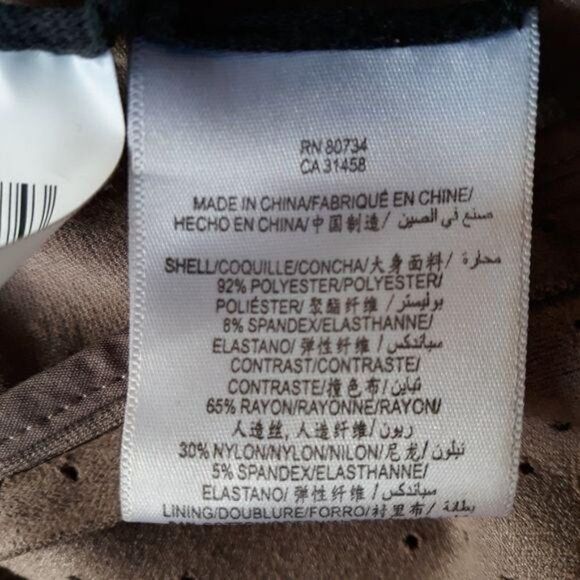 RN 80734
CA 31458
MADE IN CHINA/FABRIQUÉ EN CHINE/
HECHO EN CHINA/中国制造/ صنع في الصين
SHELL/COQUILLE/CONCHA/大身面料/ محارة
92% POLYESTER/POLYESTER/
POLIÉSTER/ 聚酯纤维 /بوليستر
8% SPANDEX/ELASTHANNE/
ELASTANO/ 弹性纤维 /سباندكس
CONTRAST/CONTRASTE/
CONTRASTE/撞色布/ تباين
65% RAYON/RAYONNE/RAYON/
人造丝, 人造纤维/ ريون
30% NYLON/NYLON/NILON/尼龙/ نيلون
5% SPANDEX/ELASTHANNE/
ELASTANO/ 弹性纤维 / سباندكس
LINING/DOUBLURE/FORRO/衬里布/ بطانة